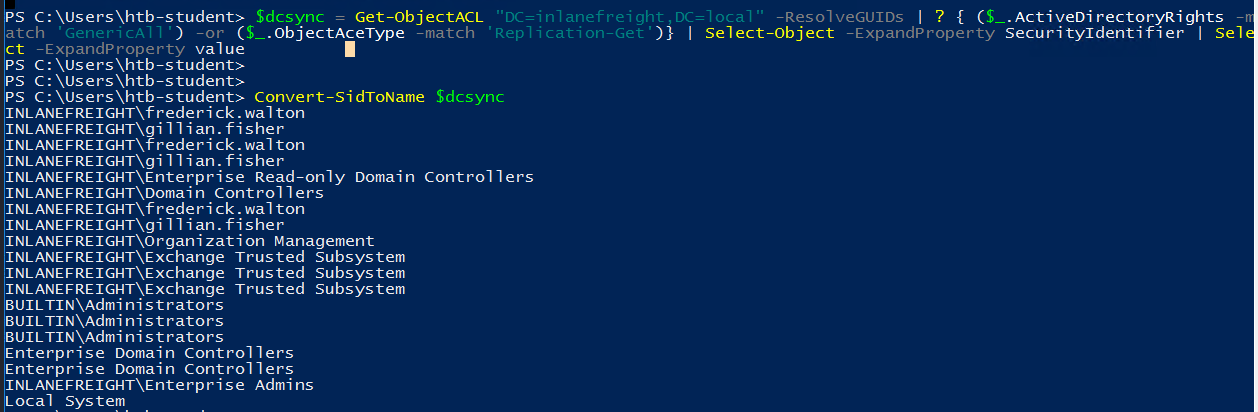 PS C:\Users\htb-student> $dcsync = Get-ObjectACL "DC=inlanefreight,DC=local" -ResolveGUIDs | ? { ($_.ActiveDirectoryRights -m
atch 'GenericAll') -or ($_.ObjectAceType -match 'Replication-Get')} | Select-Object -ExpandProperty SecurityIdentifier | Sele
ct -ExpandProperty value
PS C:\Users\htb-student>
PS C:\Users\htb-student>
PS C:\Users\htb-student> Convert-SidToName $dcsync
INLANEFREIGHT\frederick.walton
INLANEFREIGHT\gillian.fisher
INLANEFREIGHT\frederick.walton
INLANEFREIGHT\gillian.fisher
INLANEFREIGHT\Enterprise Read-only Domain Controllers
INLANEFREIGHT\Domain Controllers
INLANEFREIGHT\frederick.walton
INLANEFREIGHT\gillian.fisher
INLANEFREIGHT\Organization Management
INLANEFREIGHT\Exchange Trusted Subsystem
INLANEFREIGHT\Exchange Trusted Subsystem
INLANEFREIGHT\Exchange Trusted Subsystem
BUILTIN\Administrators
BUILTIN\Administrators
BUILTIN\Administrators
Enterprise Domain Controllers
Enterprise Domain Controllers
INLANEFREIGHT\Enterprise Admins
Local System